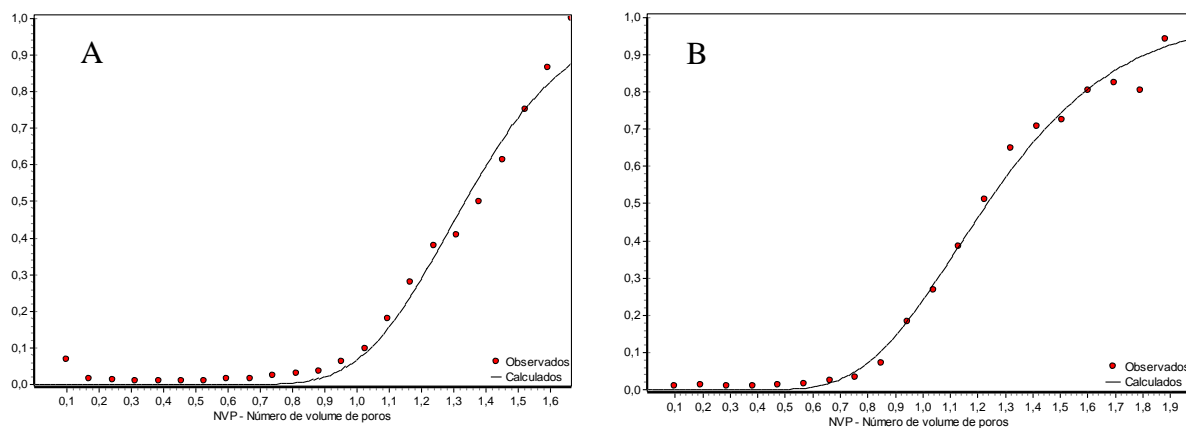 A
1,0
0,9
0,8
0,7
0,6
0,5
0,4
0,3
0,2
0,1
0,0
Observados
Calculados
0,1 0,2 0,3 0,4 0,5 0,6 0,7 0,8 0,9 1,0 1,1 1,2 1,3 1,4 1,5 1,6
NVP - Número de volume de poros
B
1,0
0,9
0,8
0,7
0,6
0,5
0,4
0,3
0,2
0,1
0,0
Observados
Calculados
0,1 0,2 0,3 0,4 0,5 0,6 0,7 0,8 0,9 1,0 1,1 1,2 1,3 1,4 1,5 1,6 1,7 1,8 1,9
NVP - Número de volume de poros